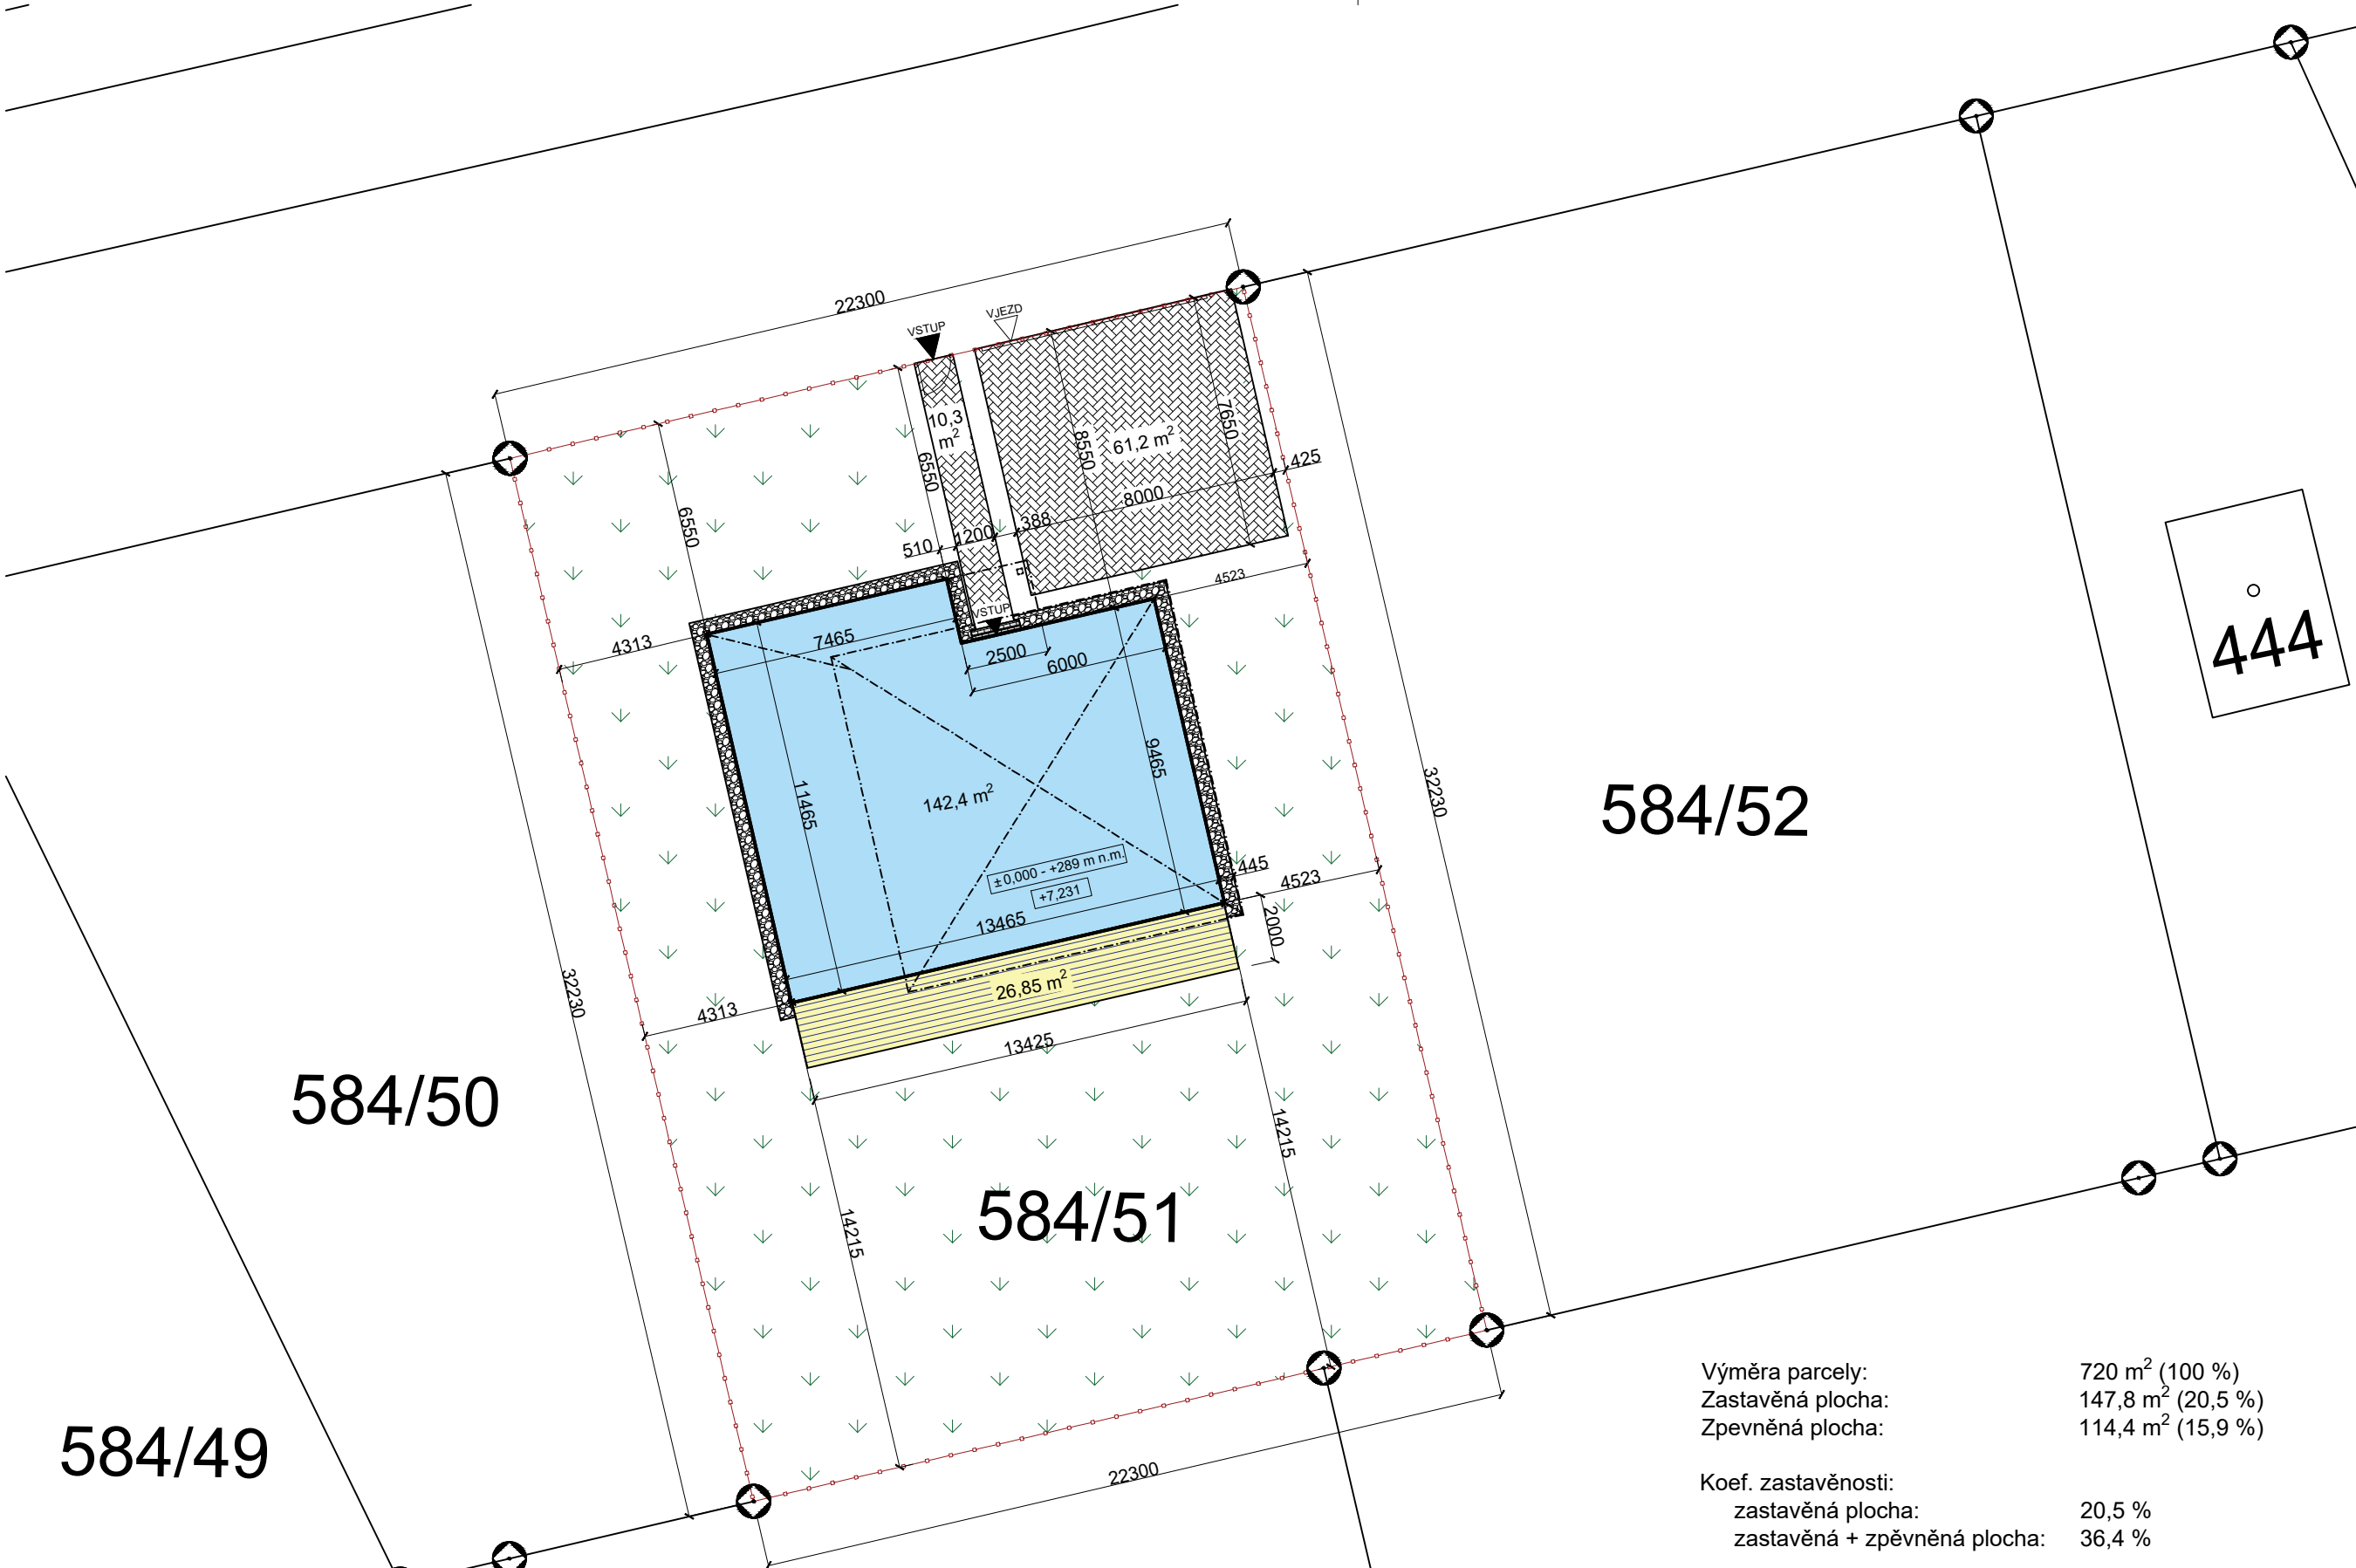 22300
VSTUP
VJEZD
10,3
m²
6550
8550
61,2 m²
7650
425
8000
388
1200
510
6550
4523
VSTUP
4313
7465
2500
6000
444
11465
9465
142,4 m²
32230
584/52
±0,000 - +289 m n.m.
+7,231
445
4523
13465
2000
26,85 m²
32230
4313
13425
584/50
14215
14215
584/51
584/49
22300
Výměra parcely: 720 m² (100 %)
Zastavěná plocha: 147,8 m² (20,5 %)
Zpevněná plocha: 114,4 m² (15,9 %)
Koef. zastavěnosti:
zastavěná plocha: 20,5 %
zastavěná + zpěvněná plocha: 36,4 %